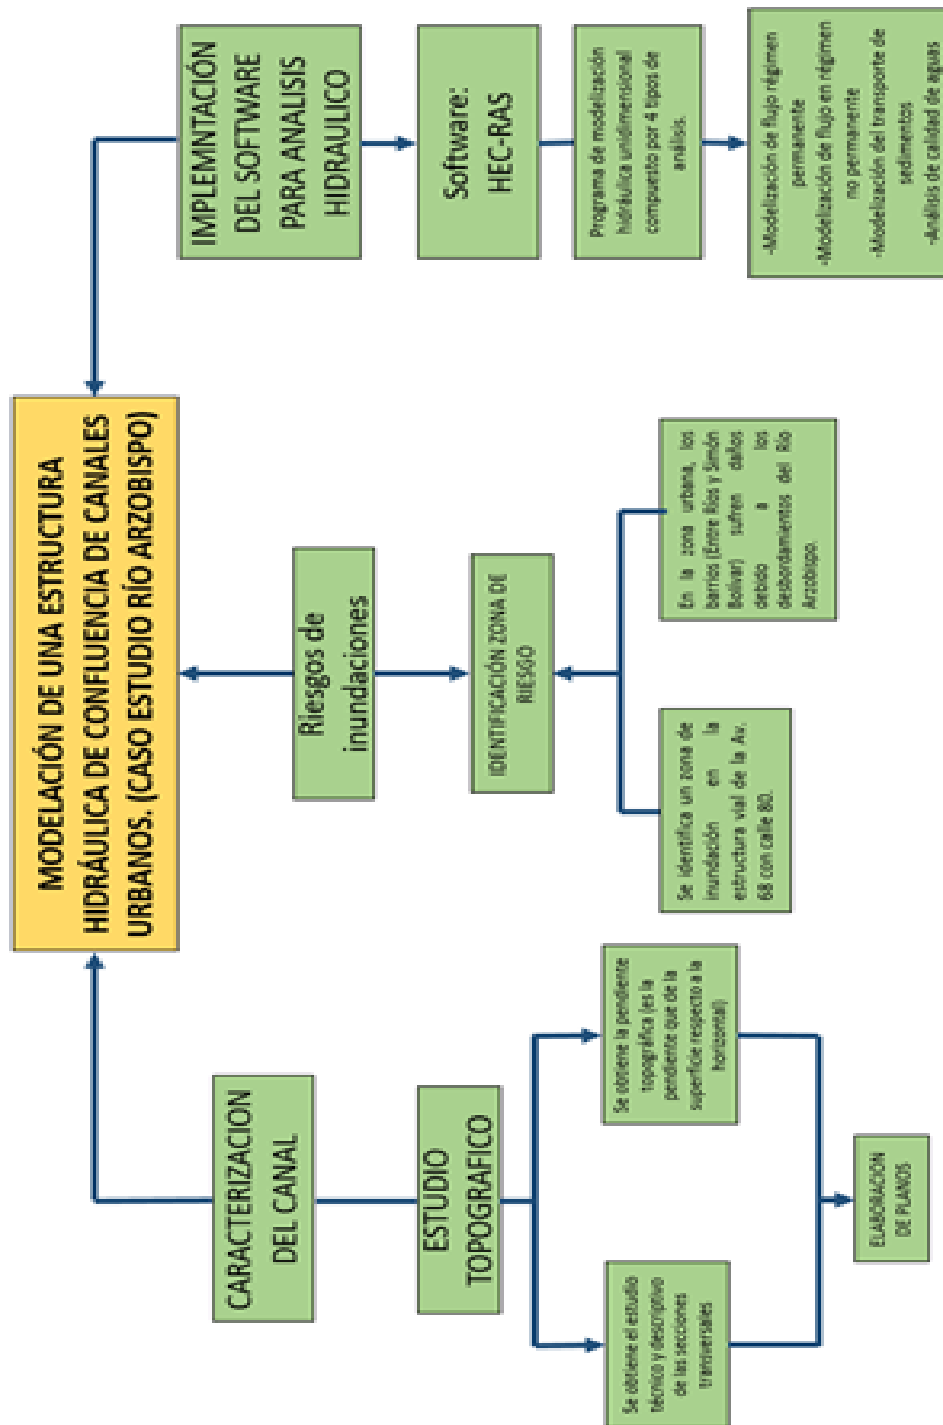 MODELACIÓN DE UNA ESTRUCTURA
HIDRÁULICA DE CONFLUENCIA DE CANALES
URBANOS. (CASO ESTUDIO RÍO ARZOBISPO)
CARACTERIZACION
DEL CANAL
ESTUDIO
TOPOGRAFICO
Se obtiene el estudio
técnico y descriptivo
de las secciones
transversales
Se obtiene la pendiente
topográfica (es la
pendiente que de la
superficie respecto a la
horizontal)
ELABORACION
DE PLANOS
Riesgos de
inundaciones
IDENTIFICACIÓN ZONA DE
RIESGO
Se identifica un zona de
inundación en la
estructura vial de la Av.
68 con calle 80.
En la zona urbana, los
barrios (Entre Ríos y Simón
Bolívar) sufren daños
debido a los
desbordamientos del Río
Arzobispo.
IMPLEMNTACIÓN
DEL SOFTWARE
PARA ANALISIS
HIDRAULICO
Software:
HEC-RAS
Programa de modelización
hidráulica unidimensional
compuesto por 4 tipos de
análisis.
-Modelización de flujo régimen
permanente
-Modelización de flujo en régimen
no permanente
-Modelización del transporte de
sedimentos
-Análisis de calidad de aguas